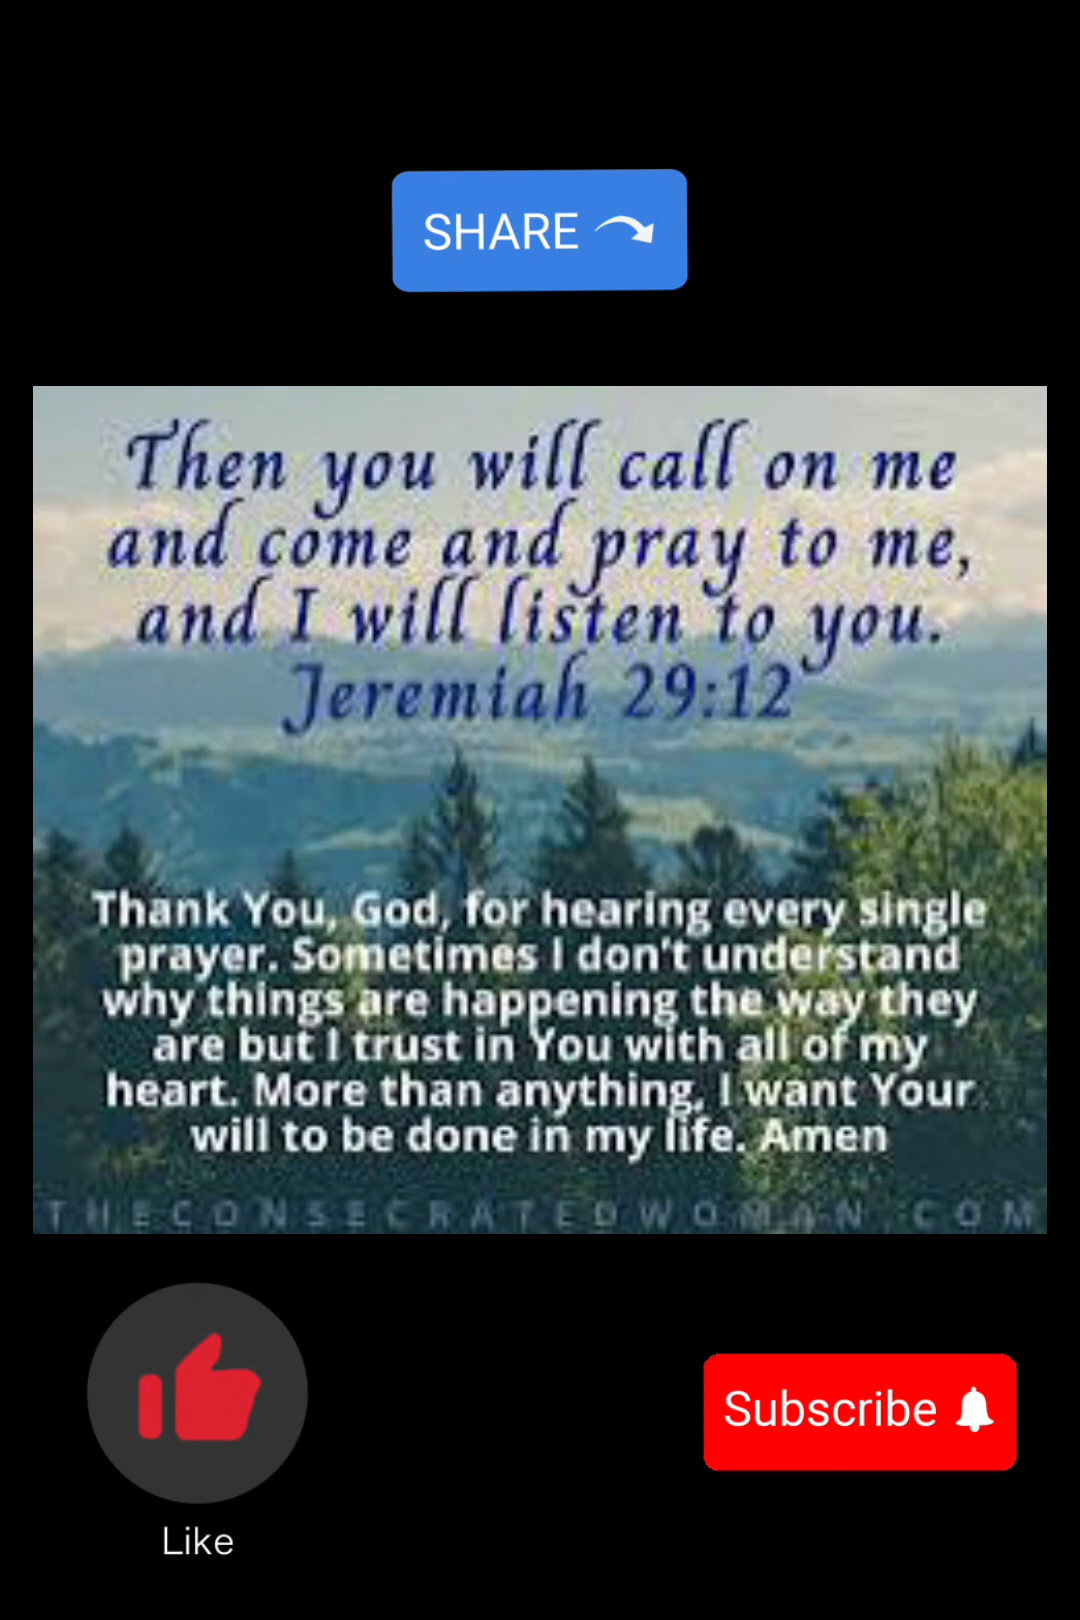 SHARE
Then you will call on me
and come and pray to me,
and I will listen to you.
Jeremiah 29:12
Thank You, God, for hearing every single
prayer. Sometimes I don't understand
why things are happening the way they
are but I trust in You with all of my
heart. More than anything, I want Your
will to be done in my life. Amen
THECONSECRATEDWOMAN.COM
Subscribe
Like